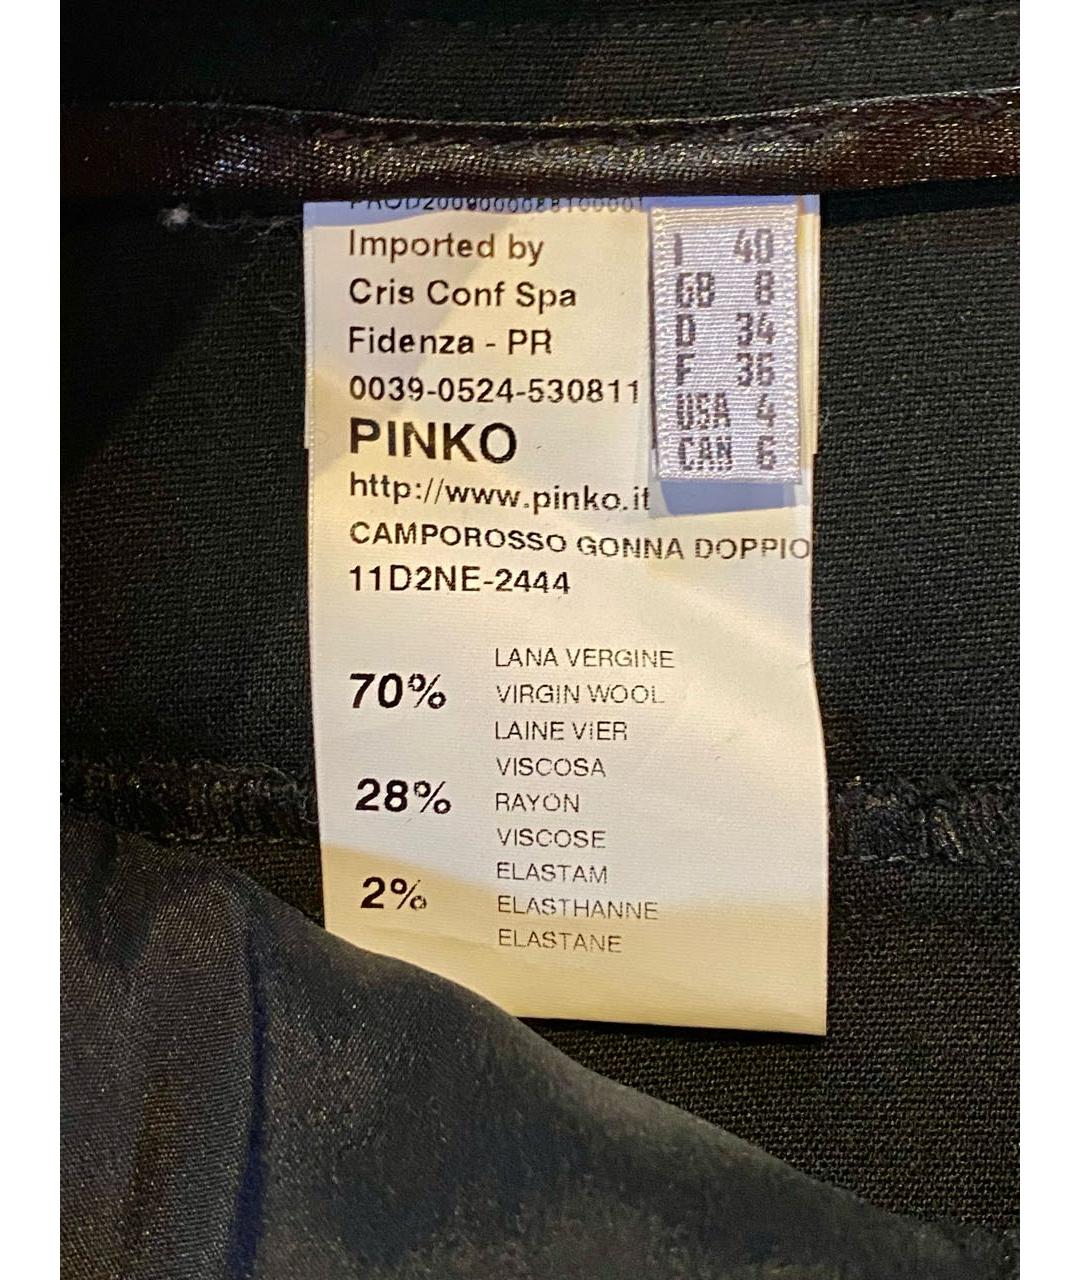 Imported by
Cris Conf Spa
Fidenza - PR
0039-0524-530811
PINKO
http://www.pinko.it
CAMPOROSSO GONNA DOPPIO
11D2NE-2444
I 40
GB 8
D 34
F 36
USA 4
CAN 6
70% LANA VERGINE
VIRGIN WOOL
LAINE VIER
28% VISCOSA
RAYON
VISCOSE
2% ELASTAM
ELASTHANNE
ELASTANE